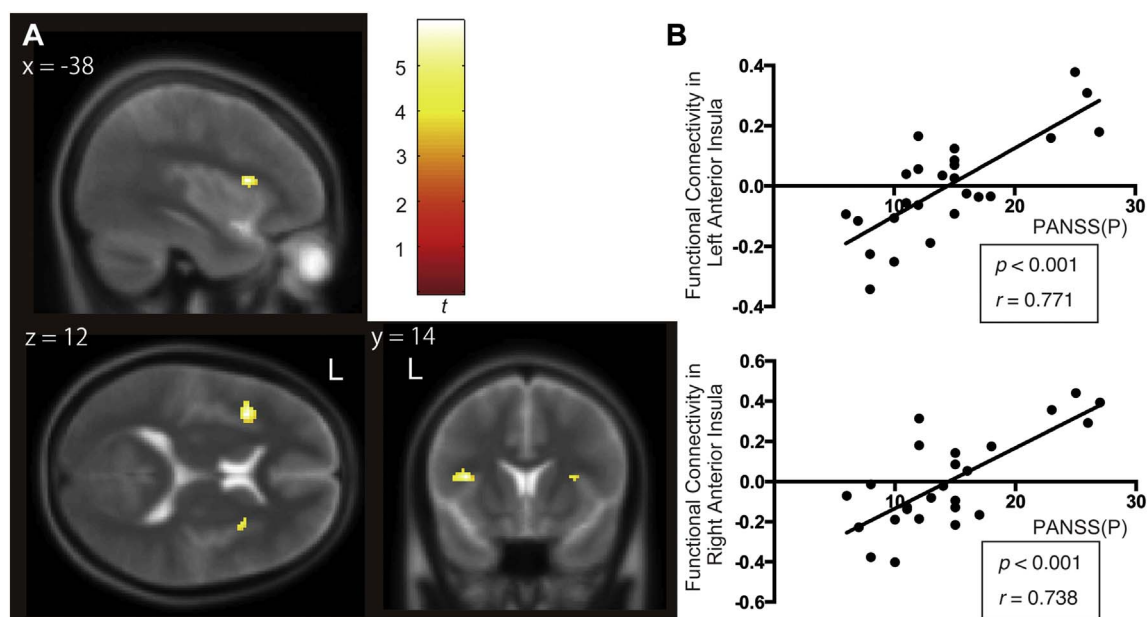 A
x = -38
5
4
3
2
1
t
z = 12
L
y = 14
L
B
Functional Connectivity in
Left Anterior Insula
0.4
0.2
0.0
-0.2
-0.4
10
20
30
PANSS(P)
p < 0.001
r = 0.771
Functional Connectivity in
Right Anterior Insula
0.6
0.4
0.2
0.0
-0.2
-0.4
-0.6
10
20
30
PANSS(P)
p < 0.001
r = 0.738